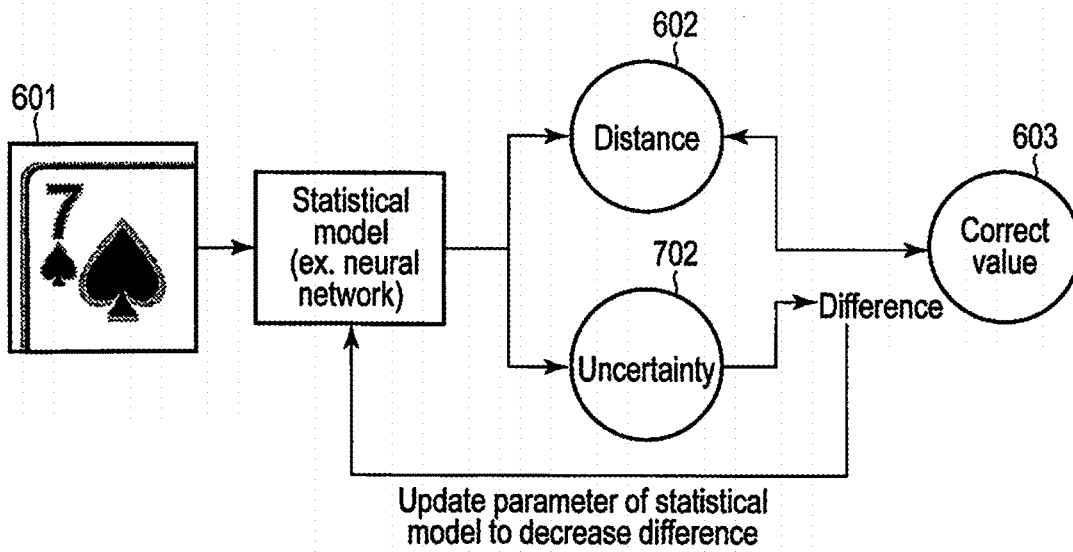 601
7
Statistical
model
(ex. neural
network)
602
Distance
702
Uncertainty
603
Correct
value
Difference
Update parameter of statistical
model to decrease difference